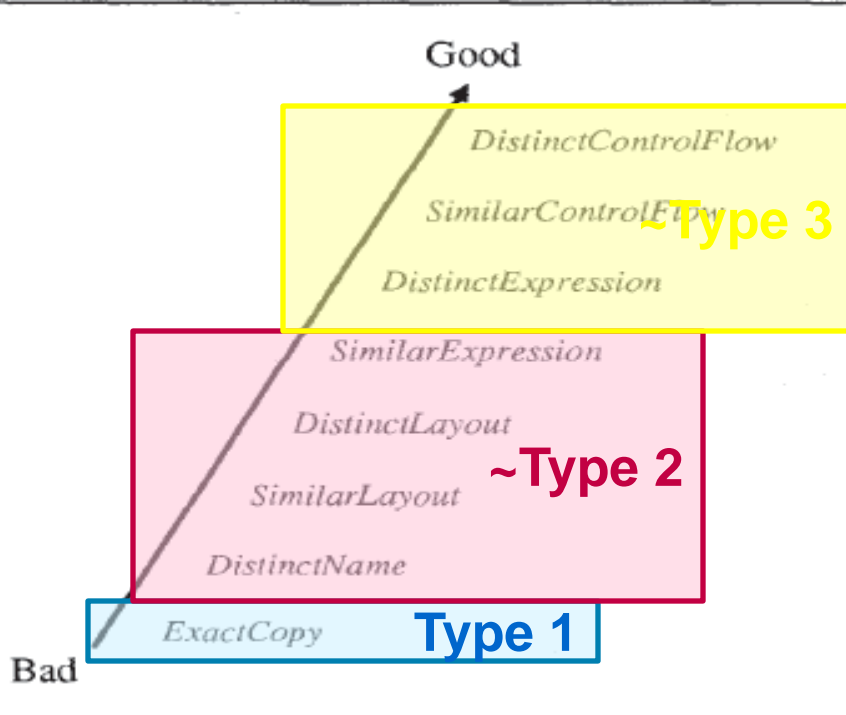 Good
DistinctControlFlow
SimilarControlFlow
~Type 3
DistinctExpression
SimilarExpression
DistinctLayout
~Type 2
SimilarLayout
DistinctName
ExactCopy
Type 1
Bad